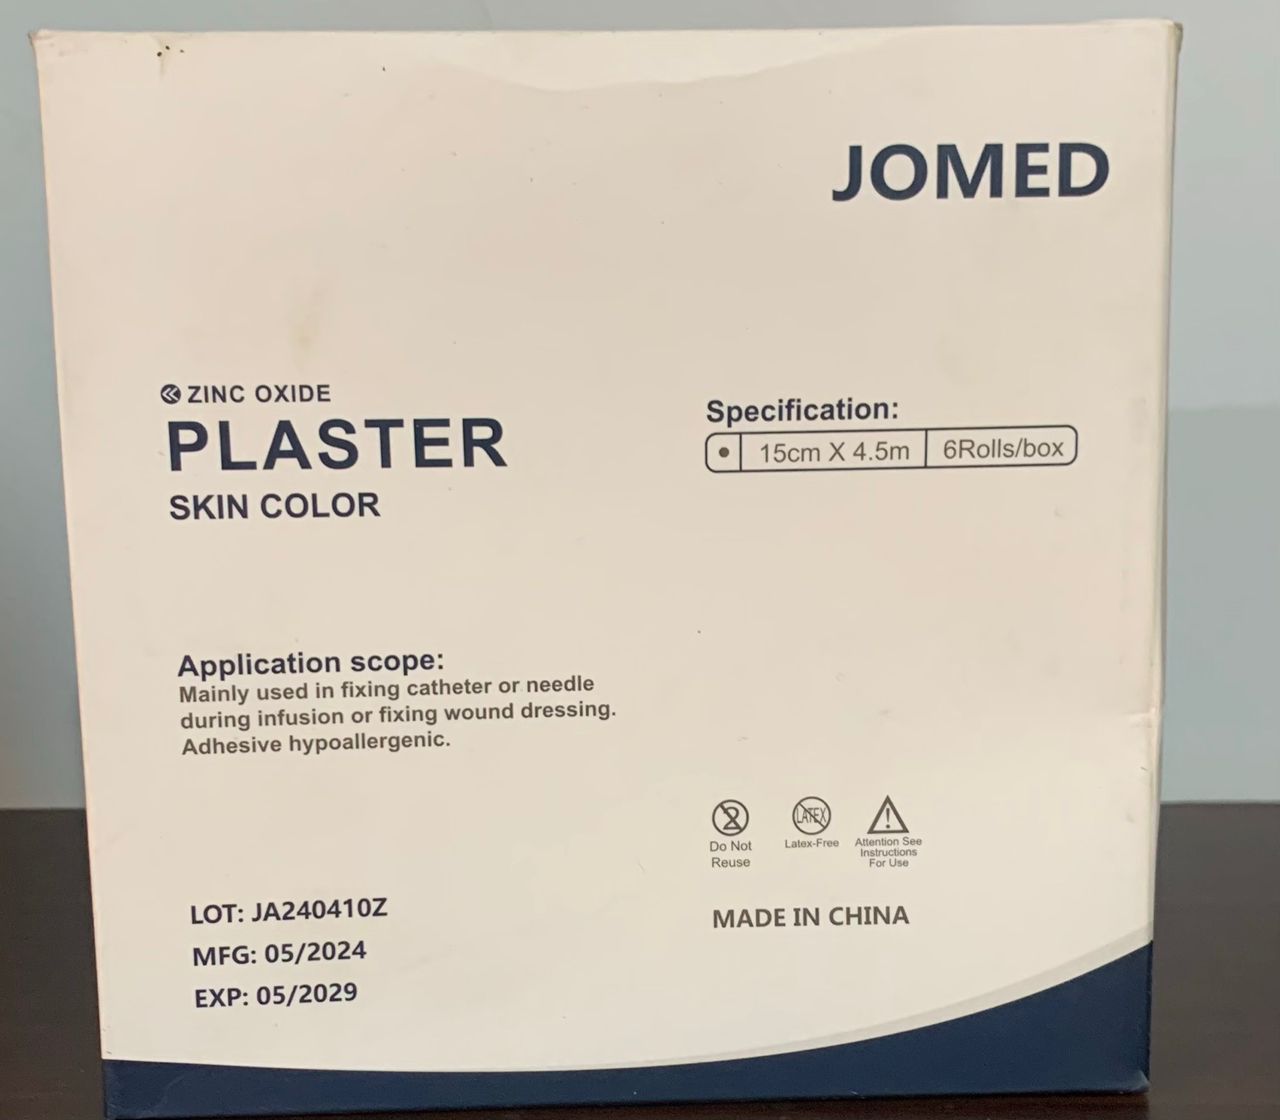 JOMED
ZINC OXIDE
PLASTER
SKIN COLOR
Specification:
• 15cm X 4.5m 6Rolls/box
Application scope:
Mainly used in fixing catheter or needle
during infusion or fixing wound dressing.
Adhesive hypoallergenic.
2 LATEX !
Do Not
Reuse
Latex-Free
Attention See
Instructions
For Use
LOT: JA240410Z
MFG: 05/2024
EXP: 05/2029
MADE IN CHINA